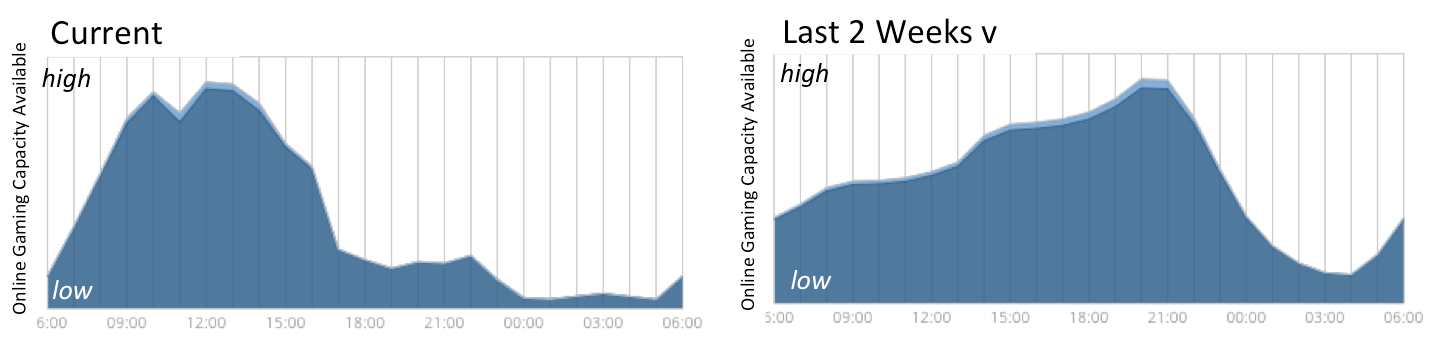 Current
Online Gaming Capacity Available
high
low
6:00 09:00 12:00 15:00 18:00 21:00 00:00 03:00 06:00
Last 2 Weeks v
Online Gaming Capacity Available
high
low
6:00 09:00 12:00 15:00 18:00 21:00 00:00 03:00 06:00